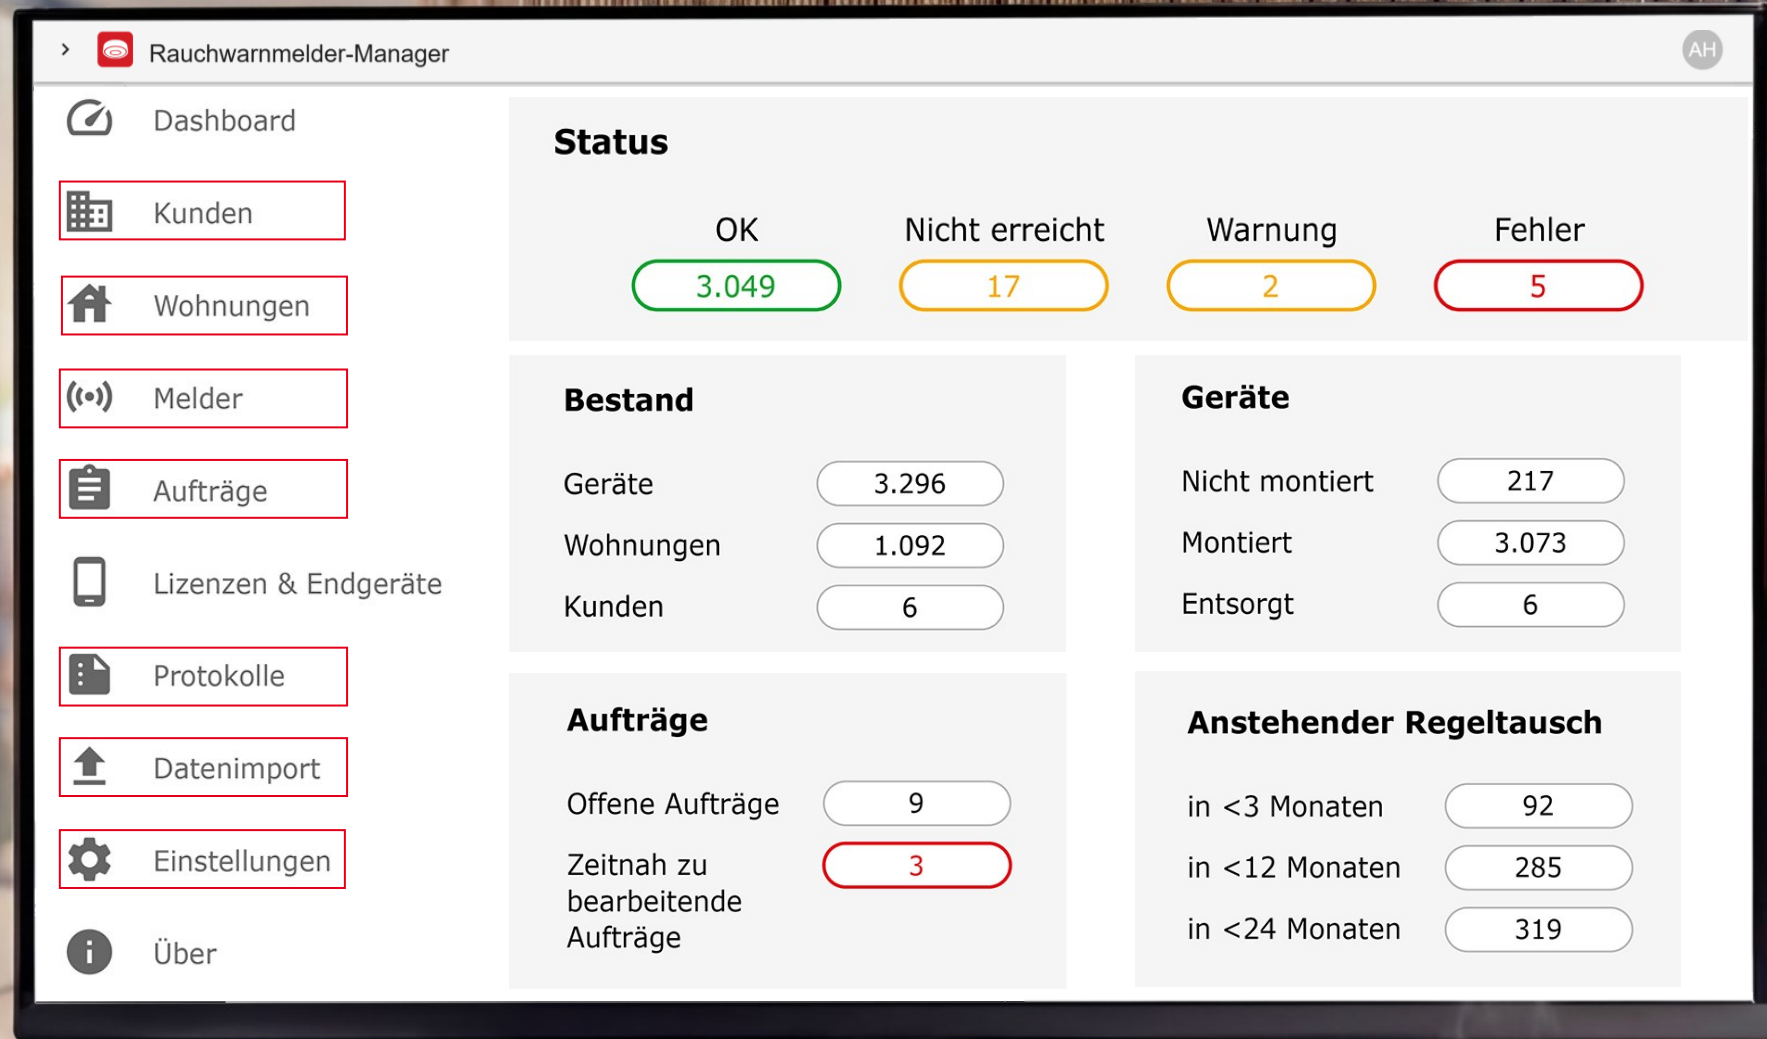 Rauchwarnmelder-Manager
AH
Dashboard
Kunden
Wohnungen
Melder
Aufträge
Lizenzen & Endgeräte
Protokolle
Datenimport
Einstellungen
Über
Status
OK
Nicht erreicht
Warnung
Fehler
3.049
17
2
5
Bestand
Geräte 3.296
Wohnungen 1.092
Kunden 6
Geräte
Nicht montiert 217
Montiert 3.073
Entsorgt 6
Aufträge
Offene Aufträge 9
Zeitnah zu 3
bearbeitende
Aufträge
Anstehender Regeltausch
in <3 Monaten 92
in <12 Monaten 285
in <24 Monaten 319